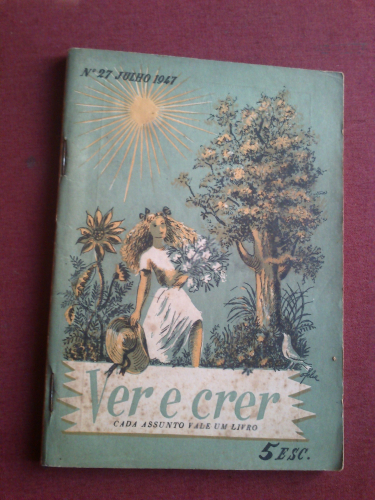 Nº 27 JULHO 1947
Ver e crer
CADA ASSUNTO VALE UM LIVRO
5 ESC.